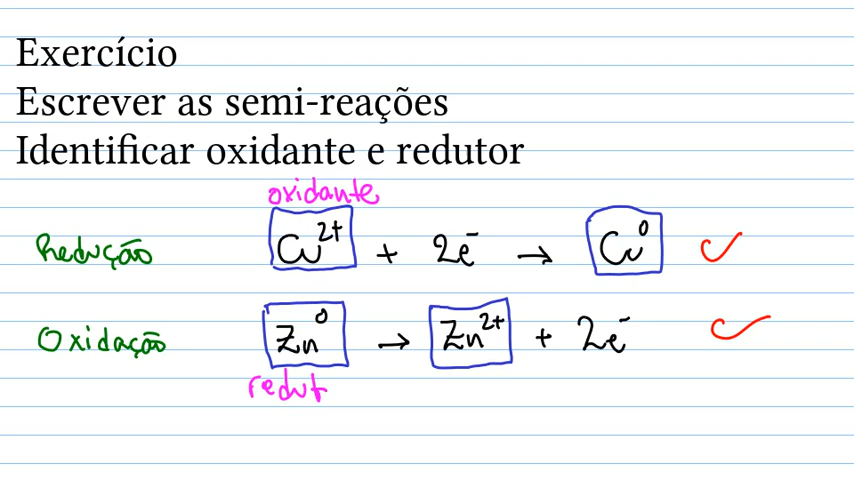 Exercício
Escrever as semi-reações
Identificar oxidante e redutor
oxidante
Redução Cu²⁺ + 2e⁻ → Cu⁰
Oxidação Zn⁰ → Zn²⁺ + 2e⁻
redut